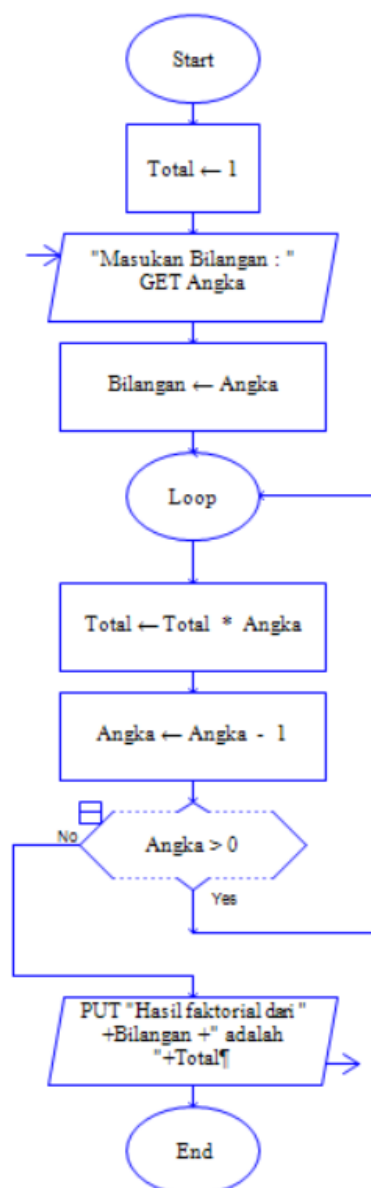 Start
Total ← 1
"Masukan Bilangan : "
GET Angka
Bilangan ← Angka
Loop
Total ← Total * Angka
Angka ← Angka - 1
Angka > 0
No
Yes
PUT "Hasil faktorial dari"
+Bilangan +" adalah
"+Total¶
End